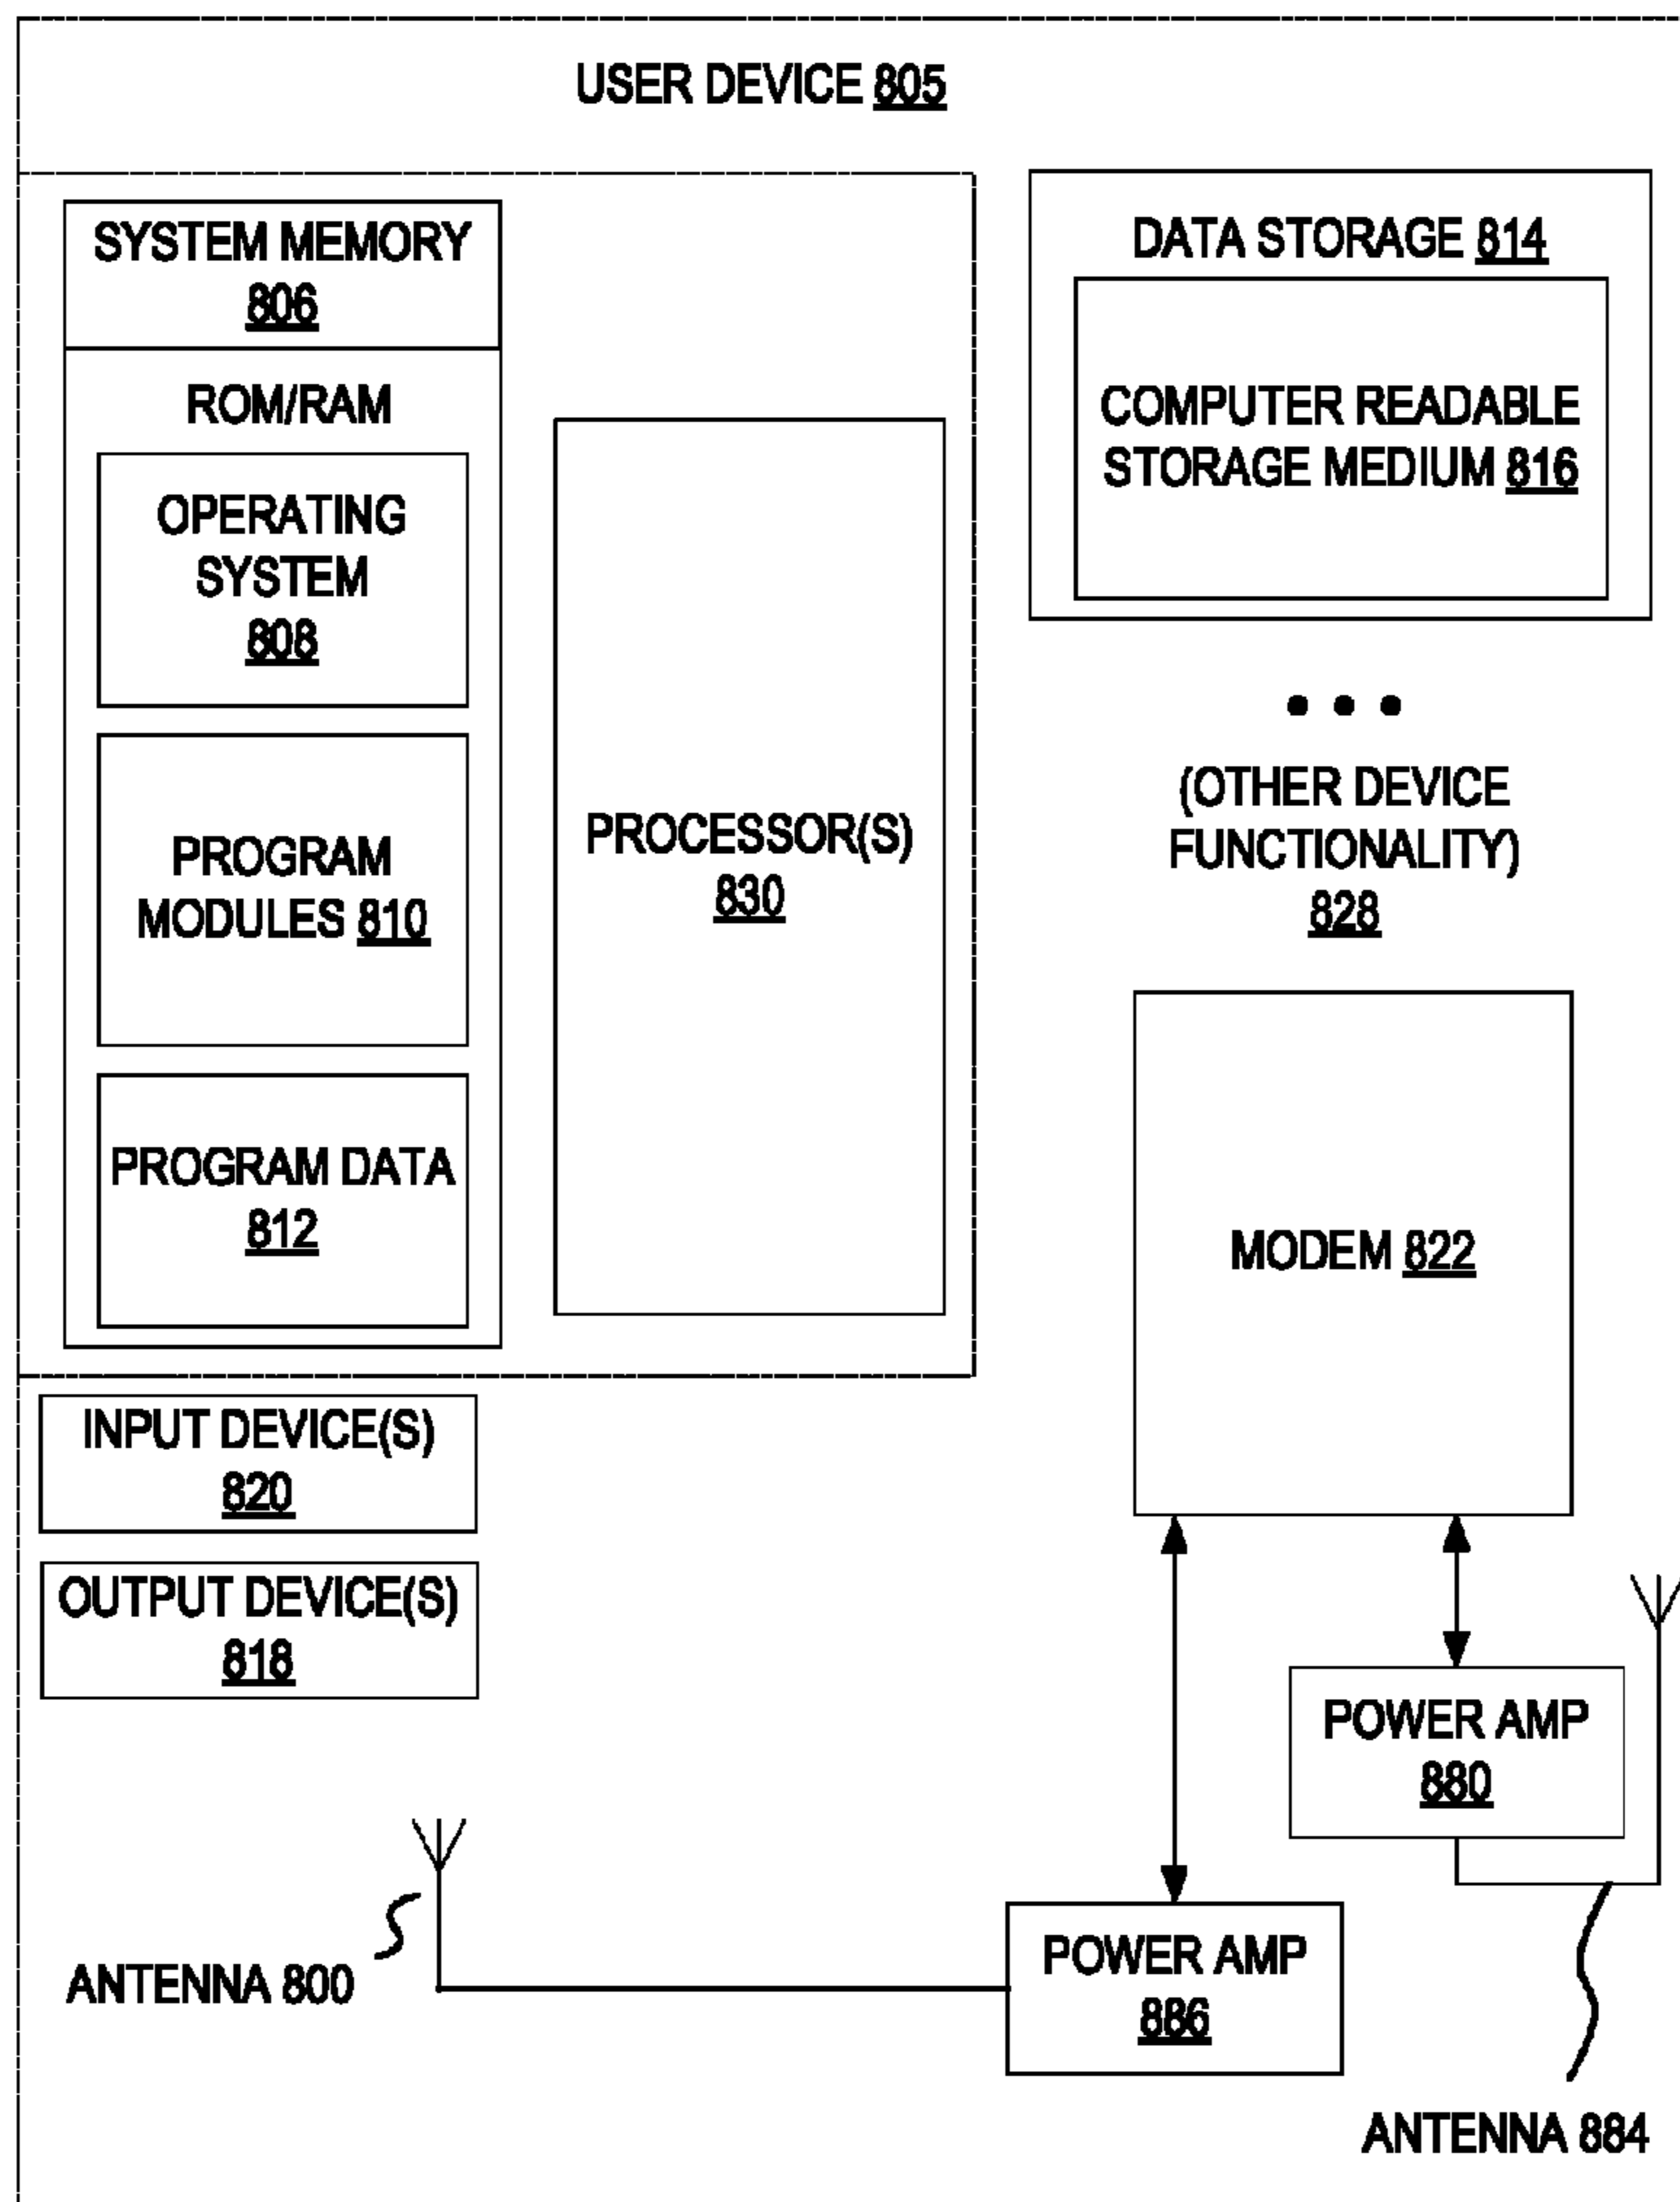 USER DEVICE 805
SYSTEM MEMORY
806
ROM/RAM
OPERATING
SYSTEM
808
PROGRAM
MODULES 810
PROGRAM DATA
812
PROCESSOR(S)
830
DATA STORAGE 814
COMPUTER READABLE
STORAGE MEDIUM 816
(OTHER DEVICE
FUNCTIONALITY)
828
MODEM 822
INPUT DEVICE(S)
820
OUTPUT DEVICE(S)
818
POWER AMP
880
ANTENNA 800
POWER AMP
886
ANTENNA 884